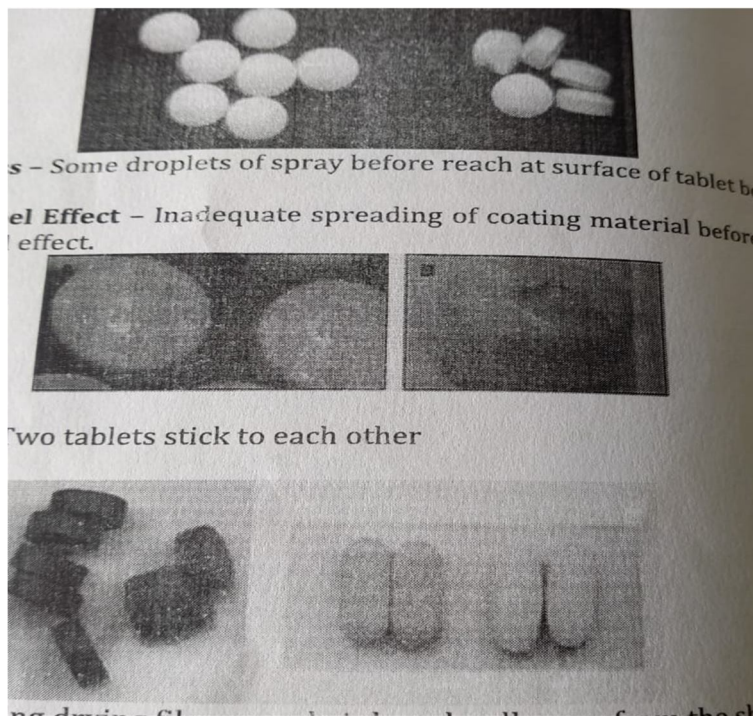 s – Some droplets of spray before reach at surface of tablet b
el Effect – Inadequate spreading of coating material before
effect.
Two tablets stick to each other